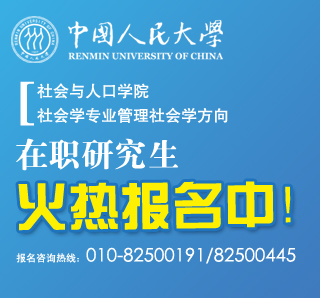 中國人民大學
RENMIN UNIVERSITY OF CHINA
社会与人口学院
社会学专业管理社会学方向
在职研究生
火热报名中!
报名咨询热线：010-82500191/82500445